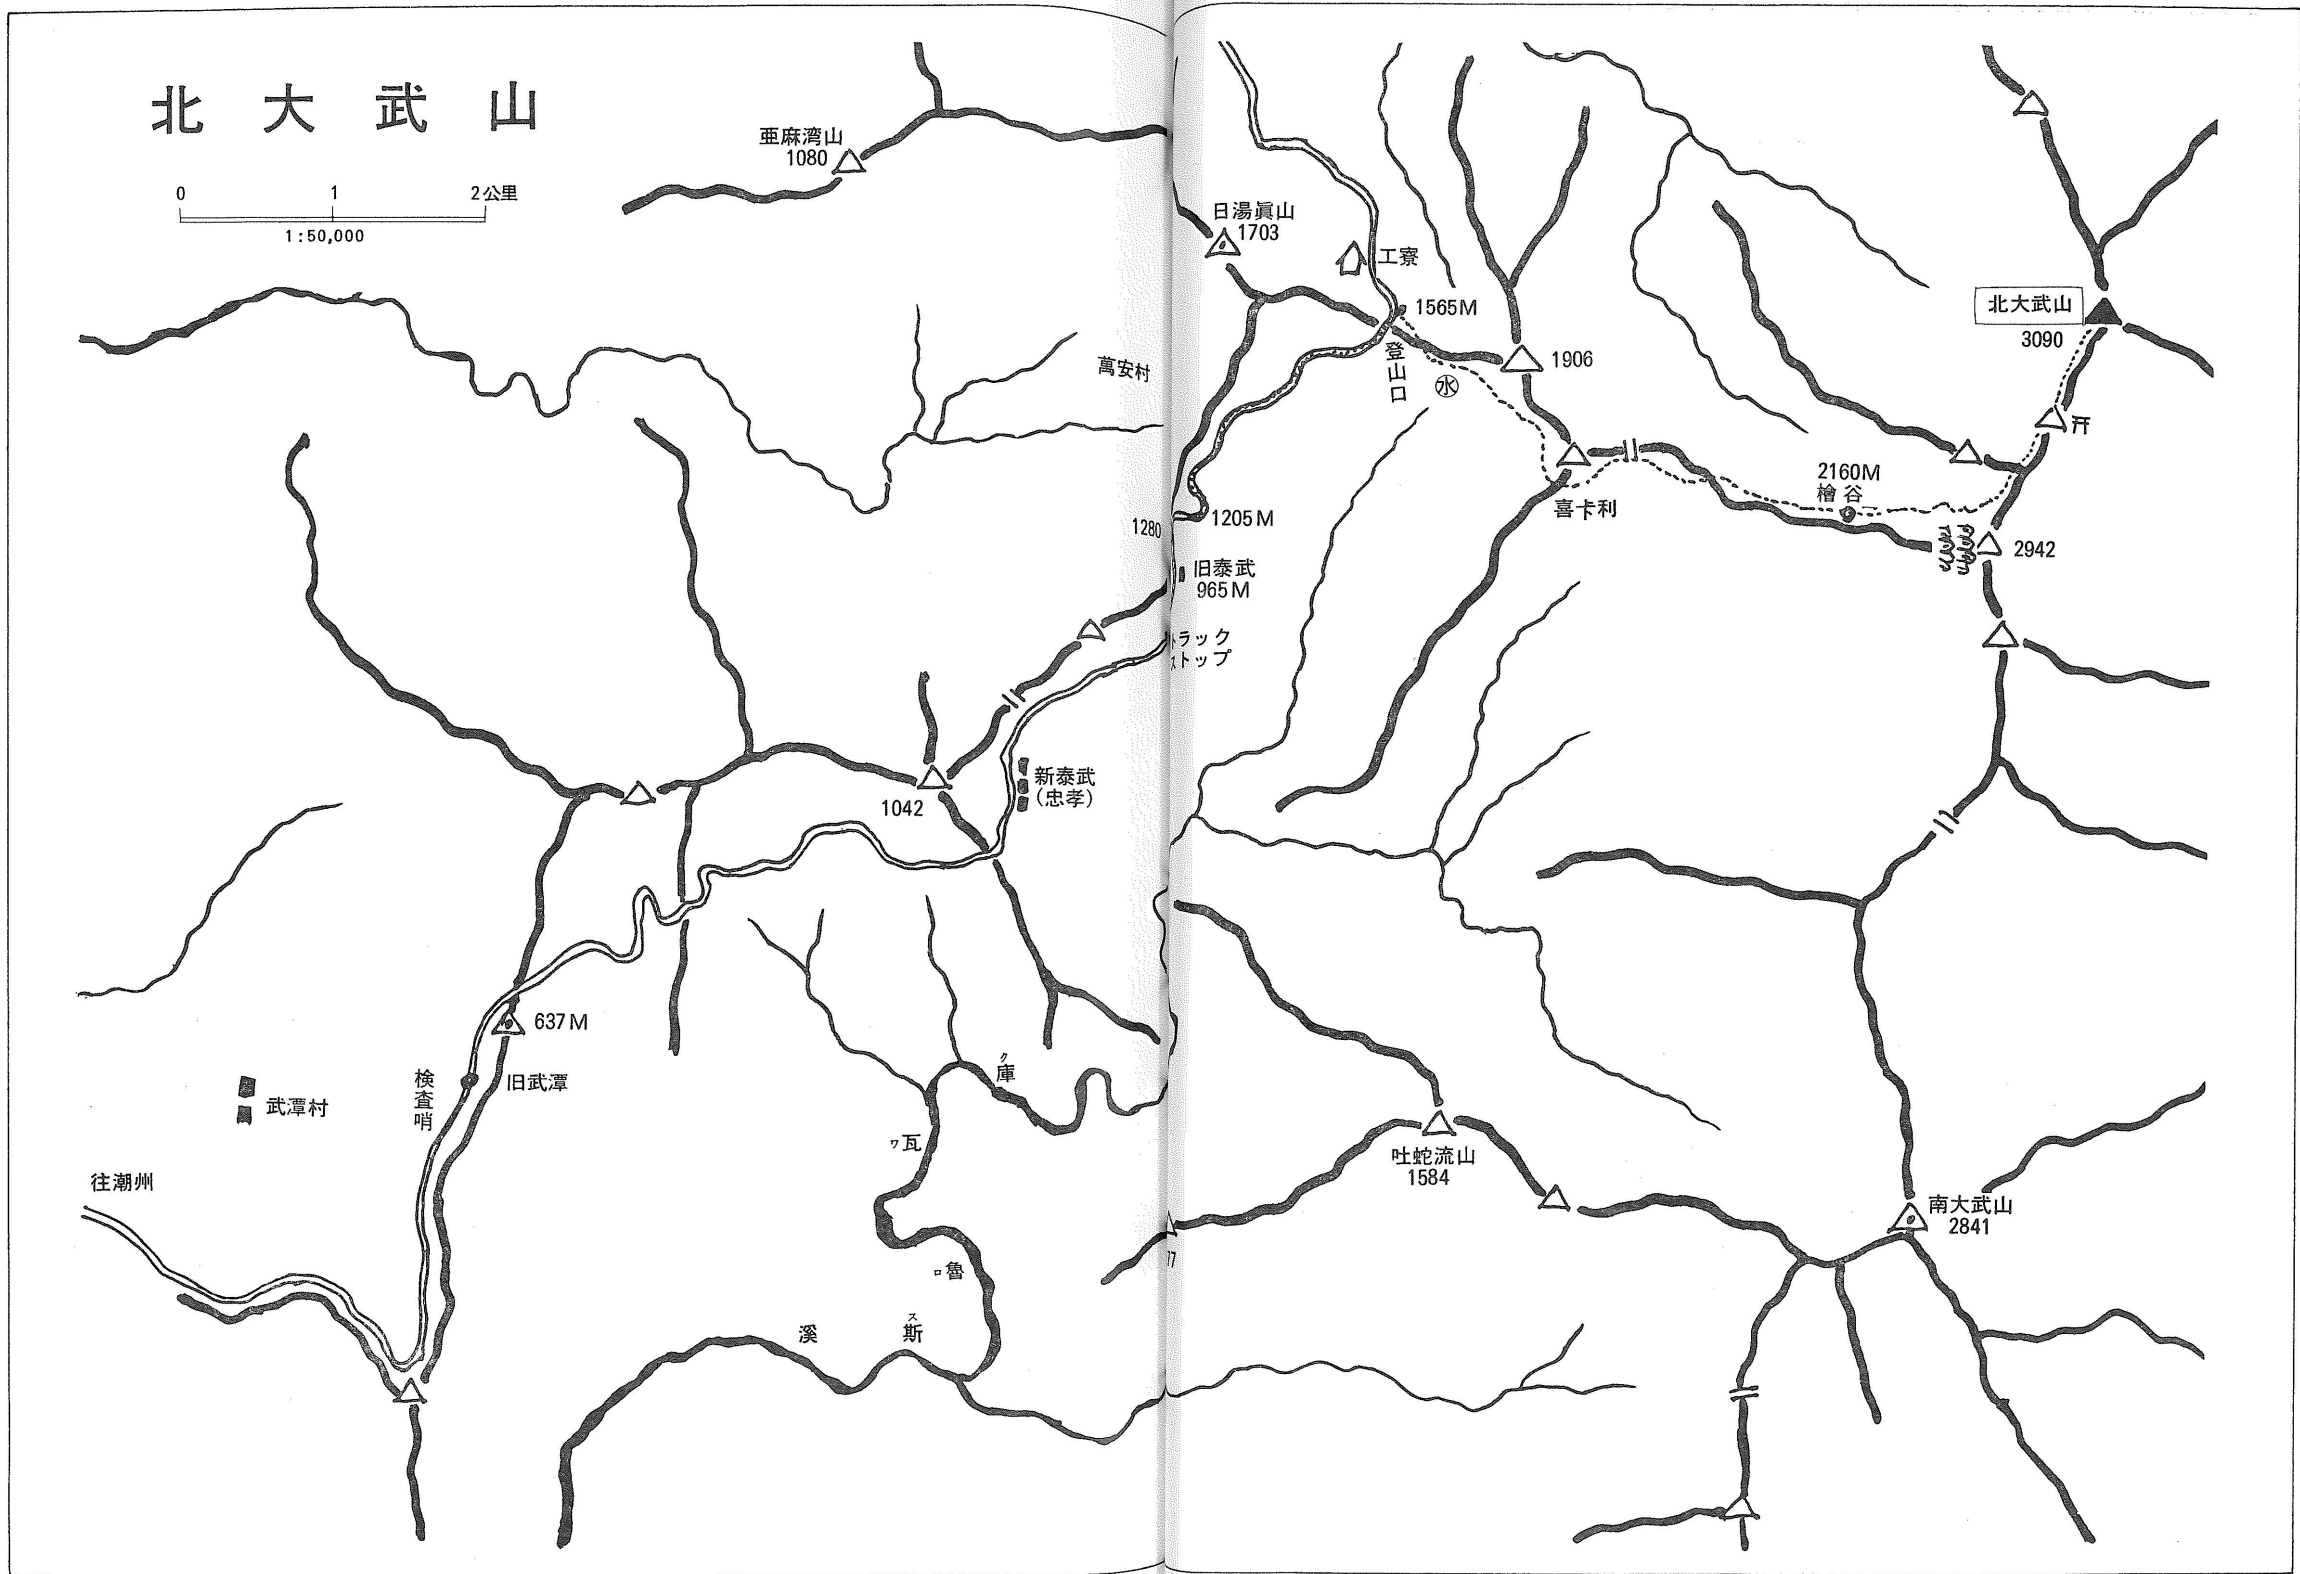 北大武山
0 1 2公里
1:50,000
亜麻湾山
1080
萬安村
1280
1042
新泰武
(忠孝)
637M
旧武潭
検査哨
武潭村
往潮州
ク庫
ワ瓦
ロ魯
ス斯
溪
日湯眞山
1703
工寮
1565M
登山口
水
1906
喜卡利
1205M
旧泰武
965M
トラック
ストップ
2160M
檜谷
北大武山
3090
2942
吐蛇流山
1584
77
南大武山
2841